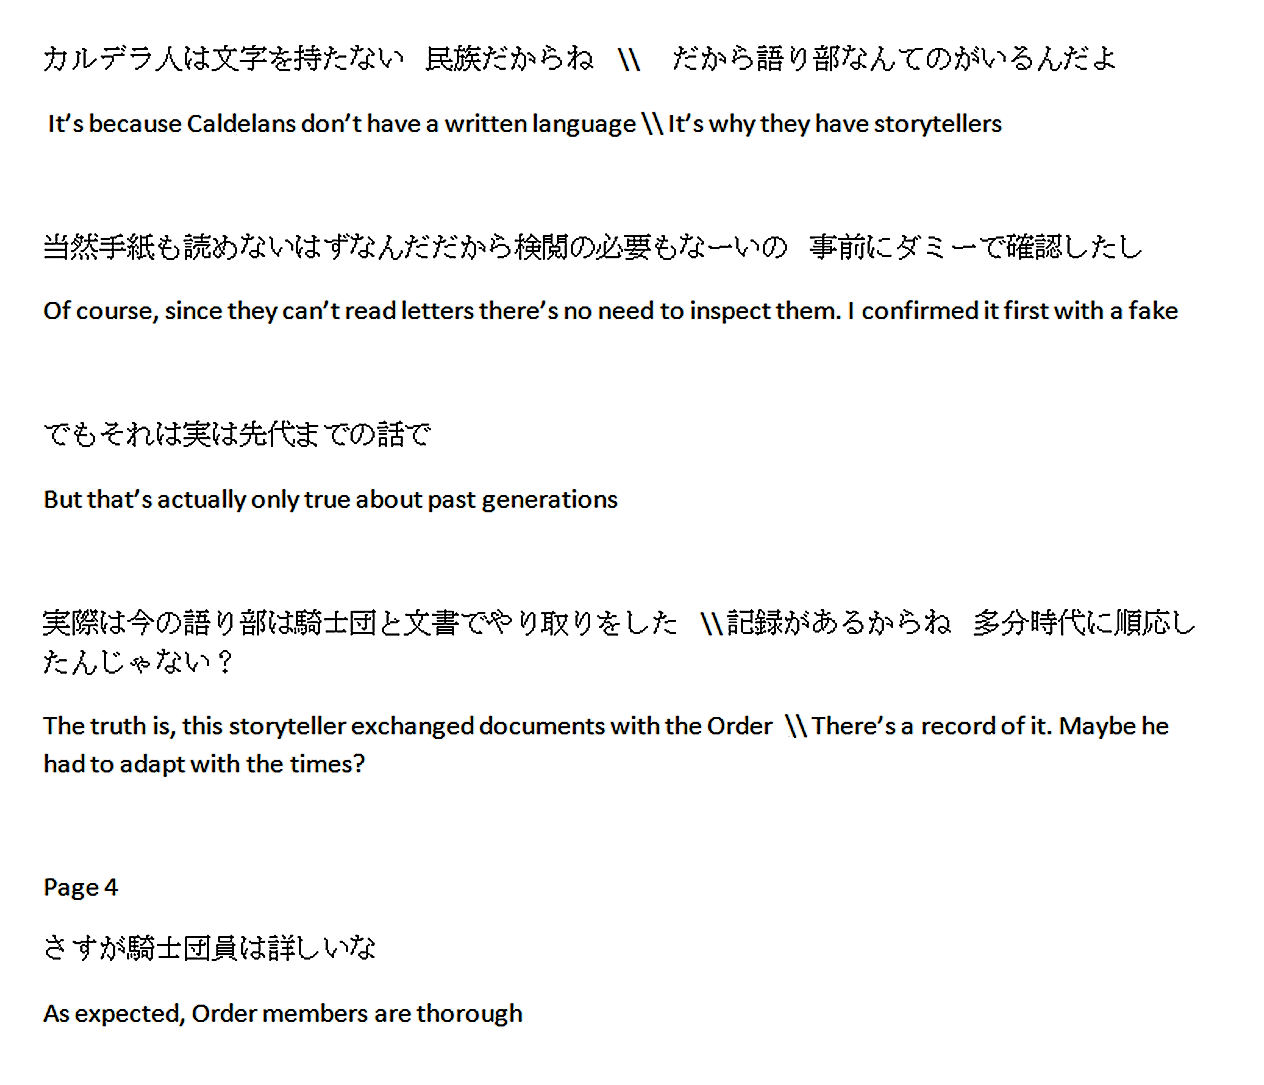 カルデラ人は文字を持たない　民族だからね　\\　だから語り部なんてのがいるんだよ
It's because Caldelans don't have a written language \\ It's why they have storytellers
当然手紙も読めないはずなんだだから検閲の必要もなーいの　事前にダミーで確認したし
Of course, since they can't read letters there's no need to inspect them. I confirmed it first with a fake
でもそれは実は先代までの話で
But that's actually only true about past generations
実際は今の語り部は騎士団と文書でやり取りをした　\\記録があるからね　多分時代に順応し
たんじゃない？
The truth is, this storyteller exchanged documents with the Order \\ There's a record of it. Maybe he
had to adapt with the times?
Page 4
さすが騎士団員は詳しいな
As expected, Order members are thorough